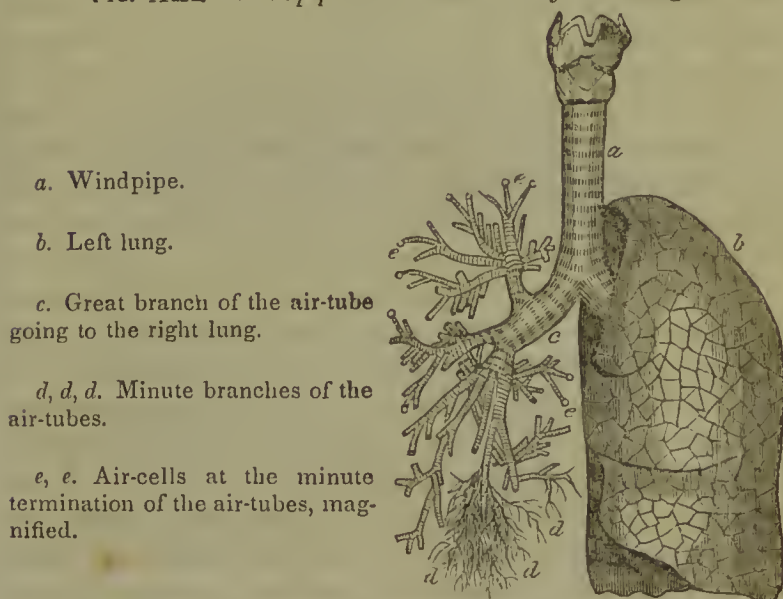 a. Windpipe.
b. Left lung.
c. Great branch of the air-tube
going to the right lung.
d, d, d. Minute branches of the
air-tubes.
e, e. Air-cells at the minute
termination of the air-tubes, mag-
nified.
a
b
c
d
d
d
e
e
e